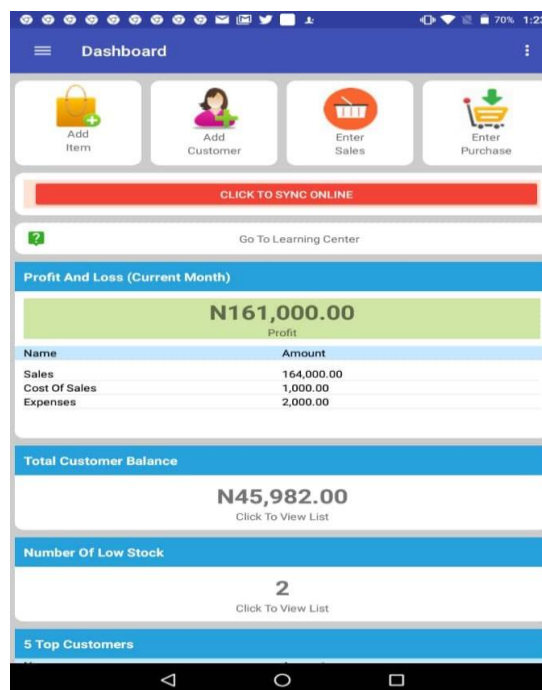 70% 1:23
Dashboard
Add
Item
Add
Customer
Enter
Sales
Enter
Purchase
CLICK TO SYNC ONLINE
Go To Learning Center
Profit And Loss (Current Month)
N161,000.00
Profit
Name Amount
Sales 164,000.00
Cost Of Sales 1,000.00
Expenses 2,000.00
Total Customer Balance
N45,982.00
Click To View List
Number Of Low Stock
2
Click To View List
5 Top Customers